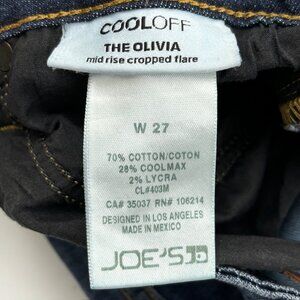 COOLOFF
THE OLIVIA
mid rise cropped flare
W 27
70% COTTON/COTON
28% COOLMAX
2% LYCRA
CL#403M
CA# 35037 RN# 106214
DESIGNED IN LOS ANGELES
MADE IN MEXICO
JOE'S